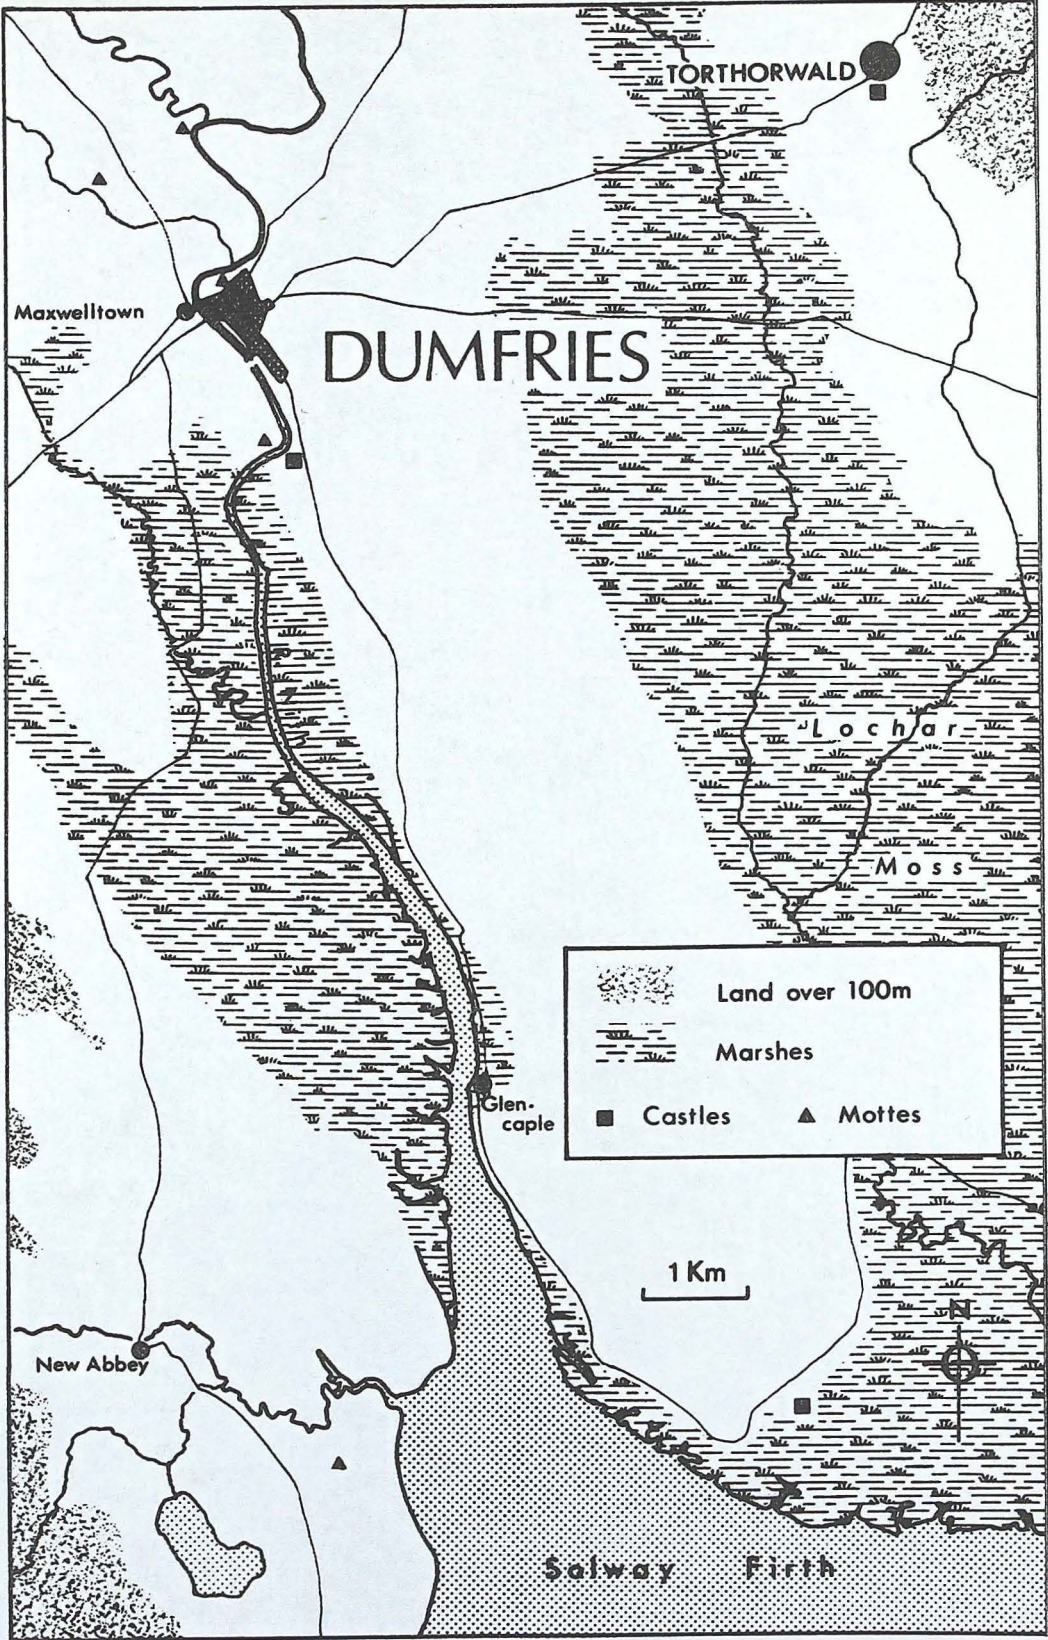 TORTHORWALD
Maxwelltown
DUMFRIES
Lochar
Moss
Land over 100m
Marshes
Castles
Mottes
Glen-
caple
1 Km
N
New Abbey
Solway Firth